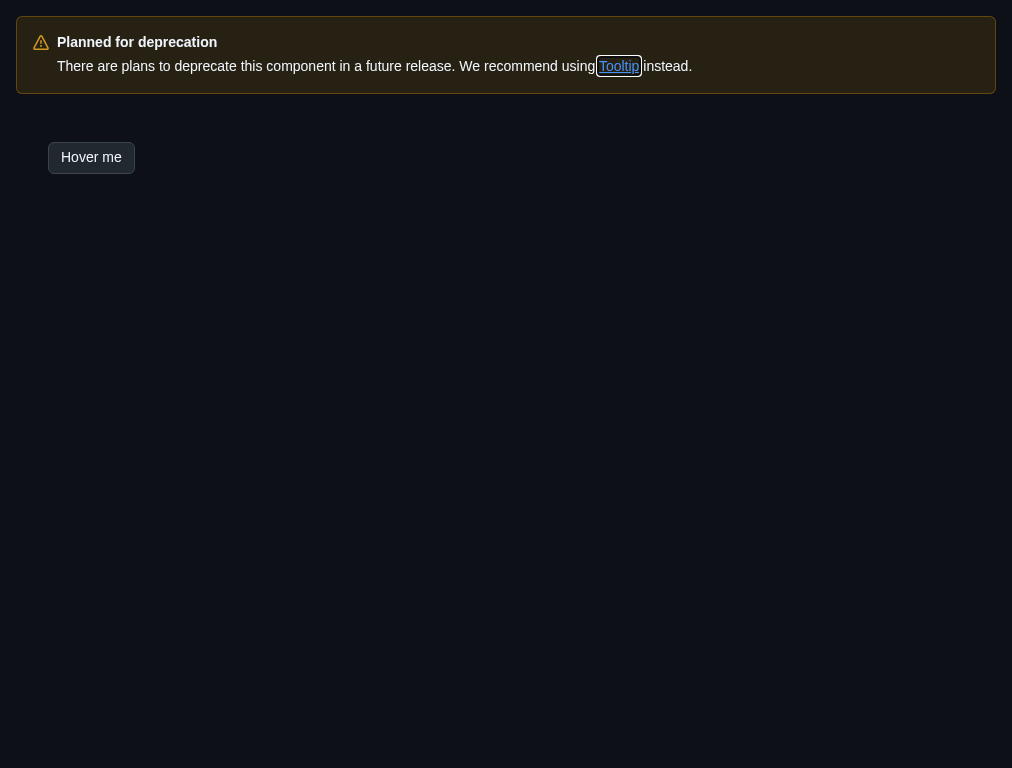 Planned for deprecation
There are plans to deprecate this component in a future release. We recommend using Tooltip instead.
Hover me